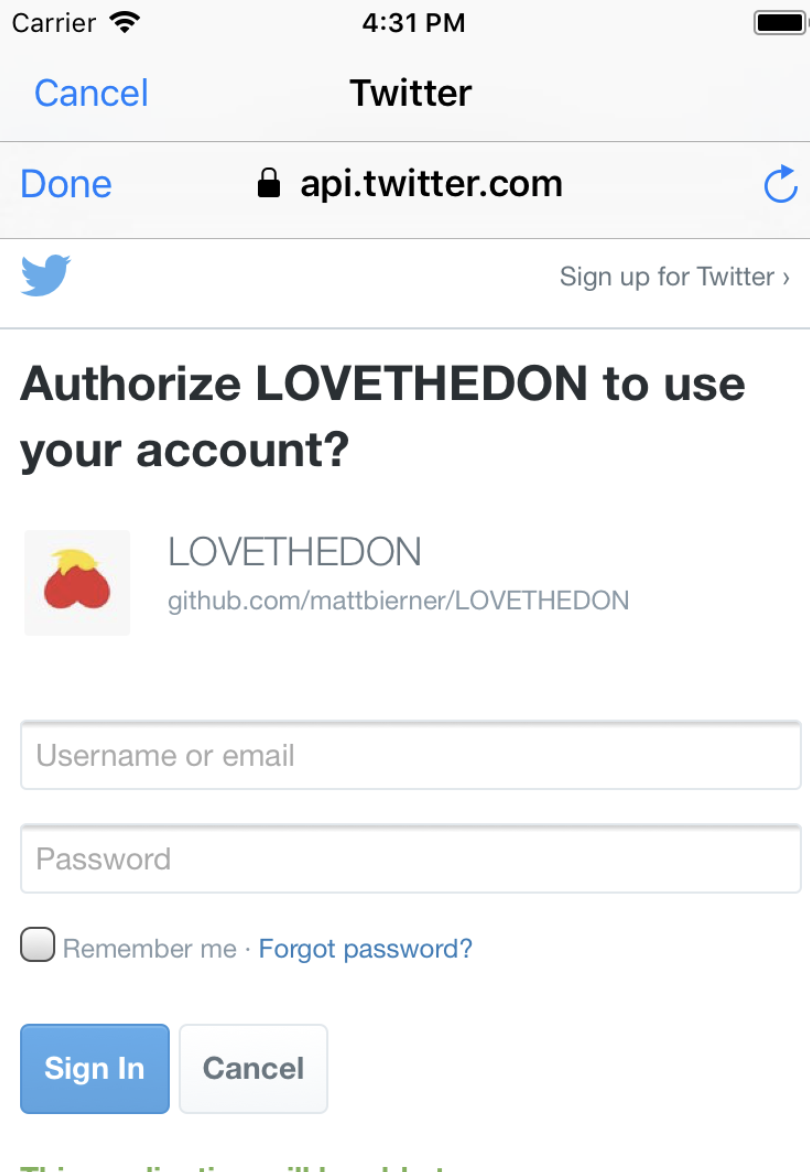 Carrier 4:31 PM
Cancel Twitter
Done api.twitter.com
Sign up for Twitter ›
Authorize LOVETHEDON to use
your account?
LOVETHEDON
github.com/mattbierner/LOVETHEDON
Username or email
Password
Remember me · Forgot password?
Sign In Cancel